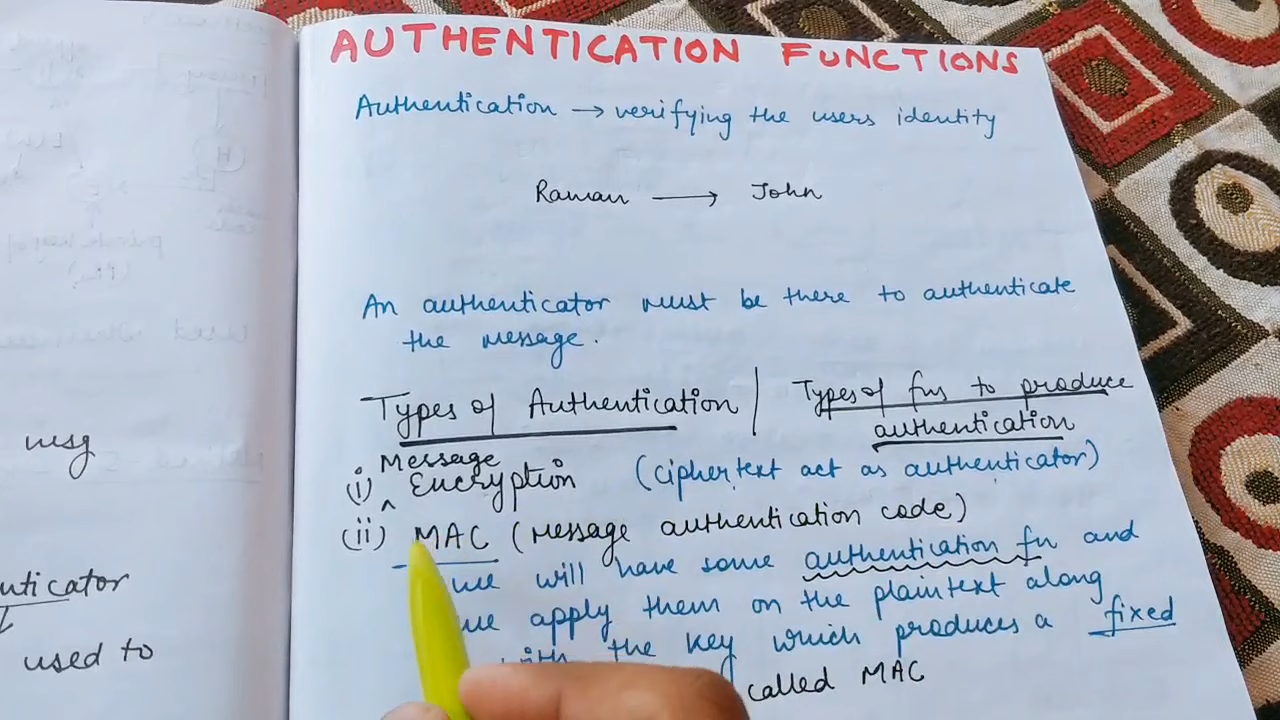 AUTHENTICATION FUNCTIONS
Authentication → verifying the users identity
Raman → John
An authenticator must be there to authenticate
the message.
Types of Authentication | Types of fns to produce
authentication
Message
(i) ^ Encryption (ciphertext act as authenticator)
(ii) MAC (Message authentication code)
we will have some authentication fn and
we apply them on the plaintext along
with the key which produces a fixed
called MAC
msg
used to